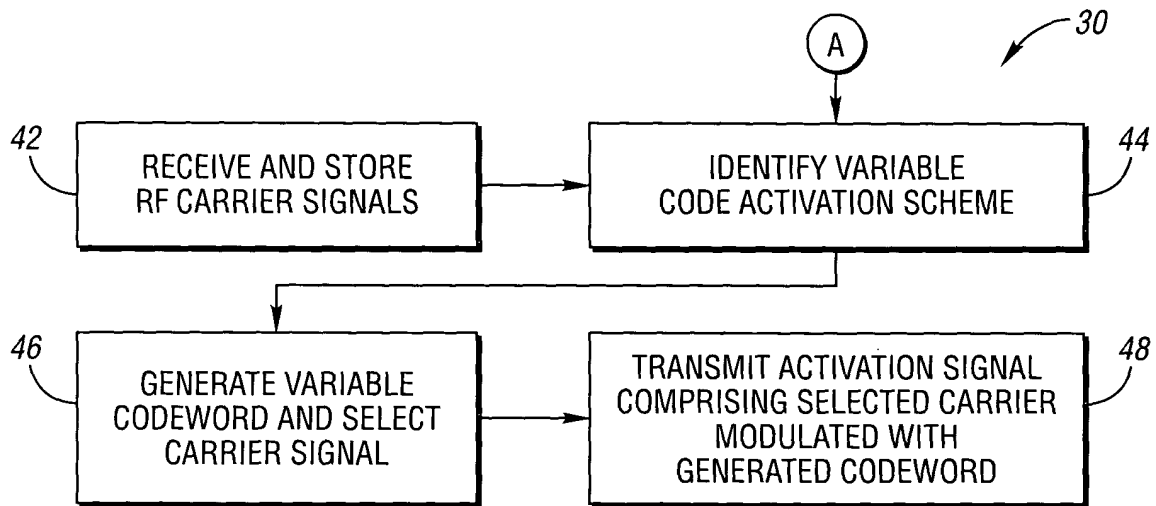 A
30
42
RECEIVE AND STORE
RF CARRIER SIGNALS
IDENTIFY VARIABLE
CODE ACTIVATION SCHEME
44
46
GENERATE VARIABLE
CODEWORD AND SELECT
CARRIER SIGNAL
TRANSMIT ACTIVATION SIGNAL
COMPRISING SELECTED CARRIER
MODULATED WITH
GENERATED CODEWORD
48